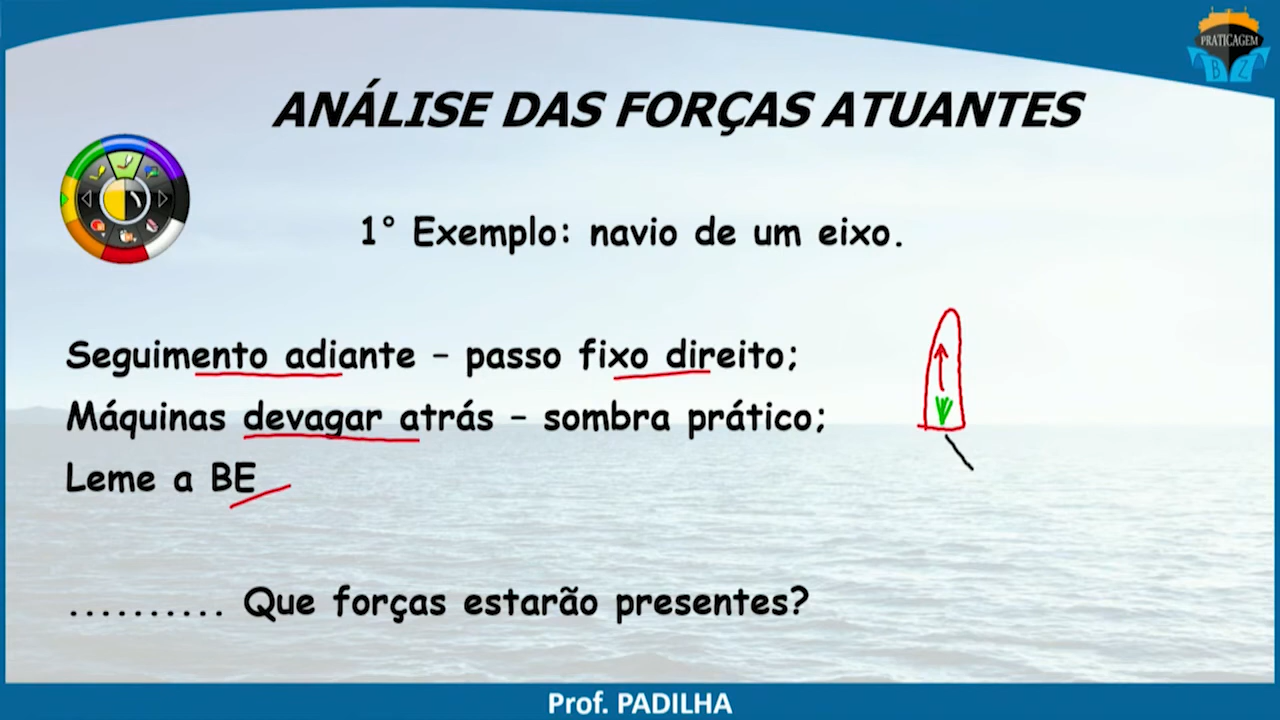 PRATICAGEM
B Z
ANÁLISE DAS FORÇAS ATUANTES
1° Exemplo: navio de um eixo.
Seguimento adiante – passo fixo direito;
Máquinas devagar atrás – sombra prático;
Leme a BE
.......... Que forças estarão presentes?
Prof. PADILHA